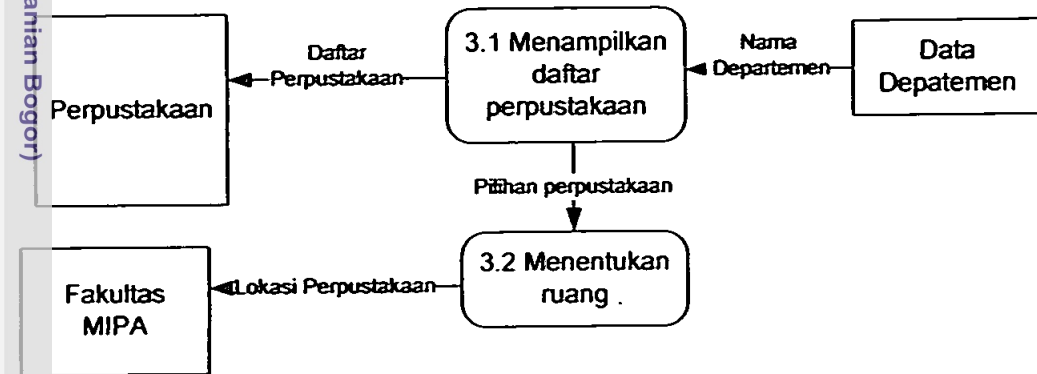 anian Bogor)
Perpustakaan
Daftar
Perpustakaan
3.1 Menampilkan
daftar
perpustakaan
Nama
Departemen
Data
Depatemen
Pilihan perpustakaan
3.2 Menentukan
ruang .
Lokasi Perpustakaan
Fakultas
MIPA